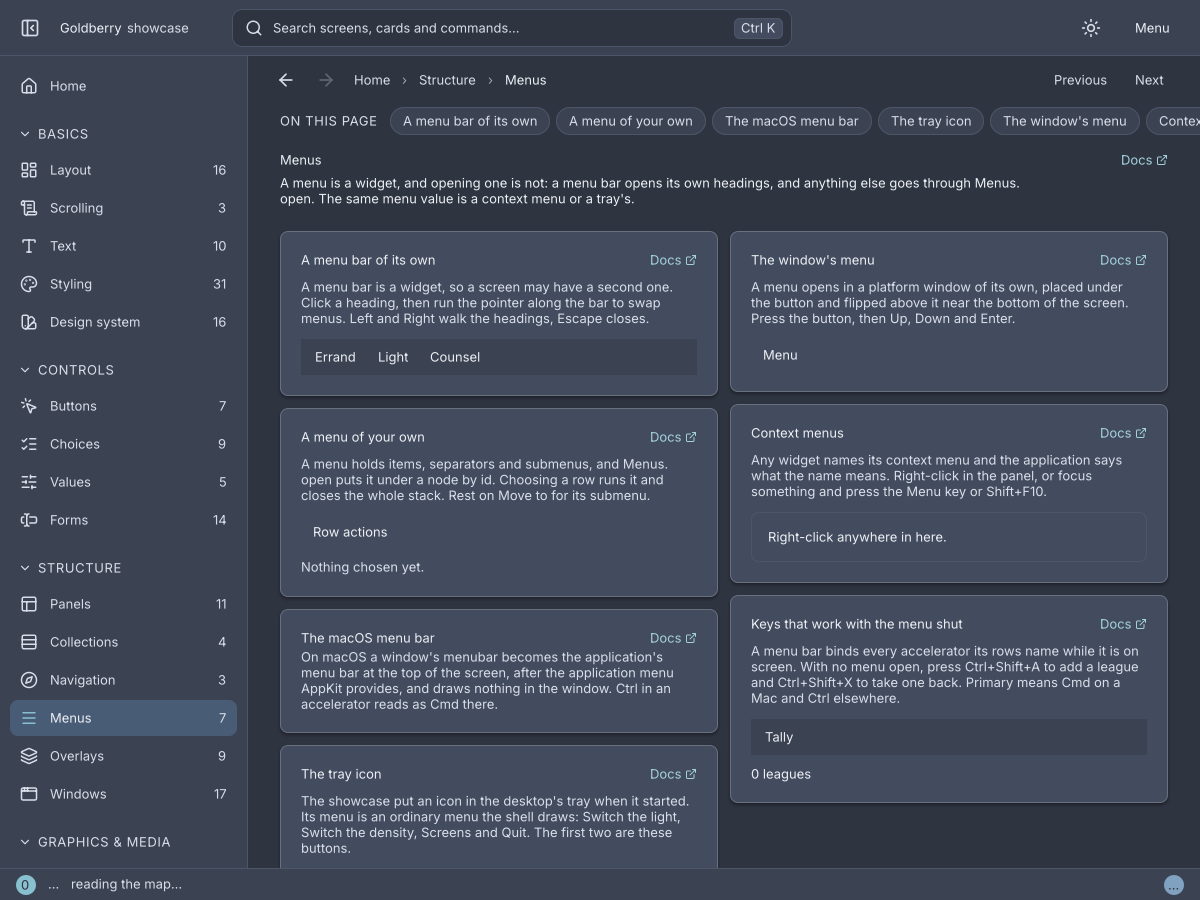 Goldberry showcase
Search screens, cards and commands...
Ctrl K
Menu
Home
BASICS
Layout 16
Scrolling 3
Text 10
Styling 31
Design system 16
CONTROLS
Buttons 7
Choices 9
Values 5
Forms 14
STRUCTURE
Panels 11
Collections 4
Navigation 3
Menus 7
Overlays 9
Windows 17
GRAPHICS & MEDIA
Home › Structure › Menus
Previous Next
ON THIS PAGE
A menu bar of its own
A menu of your own
The macOS menu bar
The tray icon
The window's menu
Contex
Menus
Docs
A menu is a widget, and opening one is not: a menu bar opens its own headings, and anything else goes through Menus.
open. The same menu value is a context menu or a tray's.
A menu bar of its own
Docs
A menu bar is a widget, so a screen may have a second one.
Click a heading, then run the pointer along the bar to swap
menus. Left and Right walk the headings, Escape closes.
Errand Light Counsel
A menu of your own
Docs
A menu holds items, separators and submenus, and Menus.
open puts it under a node by id. Choosing a row runs it and
closes the whole stack. Rest on Move to for its submenu.
Row actions
Nothing chosen yet.
The macOS menu bar
Docs
On macOS a window's menubar becomes the application's
menu bar at the top of the screen, after the application menu
AppKit provides, and draws nothing in the window. Ctrl in an
accelerator reads as Cmd there.
The tray icon
Docs
The showcase put an icon in the desktop's tray when it started.
Its menu is an ordinary menu the shell draws: Switch the light,
Switch the density, Screens and Quit. The first two are these
buttons.
The window's menu
Docs
A menu opens in a platform window of its own, placed under
the button and flipped above it near the bottom of the screen.
Press the button, then Up, Down and Enter.
Menu
Context menus
Docs
Any widget names its context menu and the application says
what the name means. Right-click in the panel, or focus
something and press the Menu key or Shift+F10.
Right-click anywhere in here.
Keys that work with the menu shut
Docs
A menu bar binds every accelerator its rows name while it is on
screen. With no menu open, press Ctrl+Shift+A to add a league
and Ctrl+Shift+X to take one back. Primary means Cmd on a
Mac and Ctrl elsewhere.
Tally
0 leagues
0 ... reading the map...
...